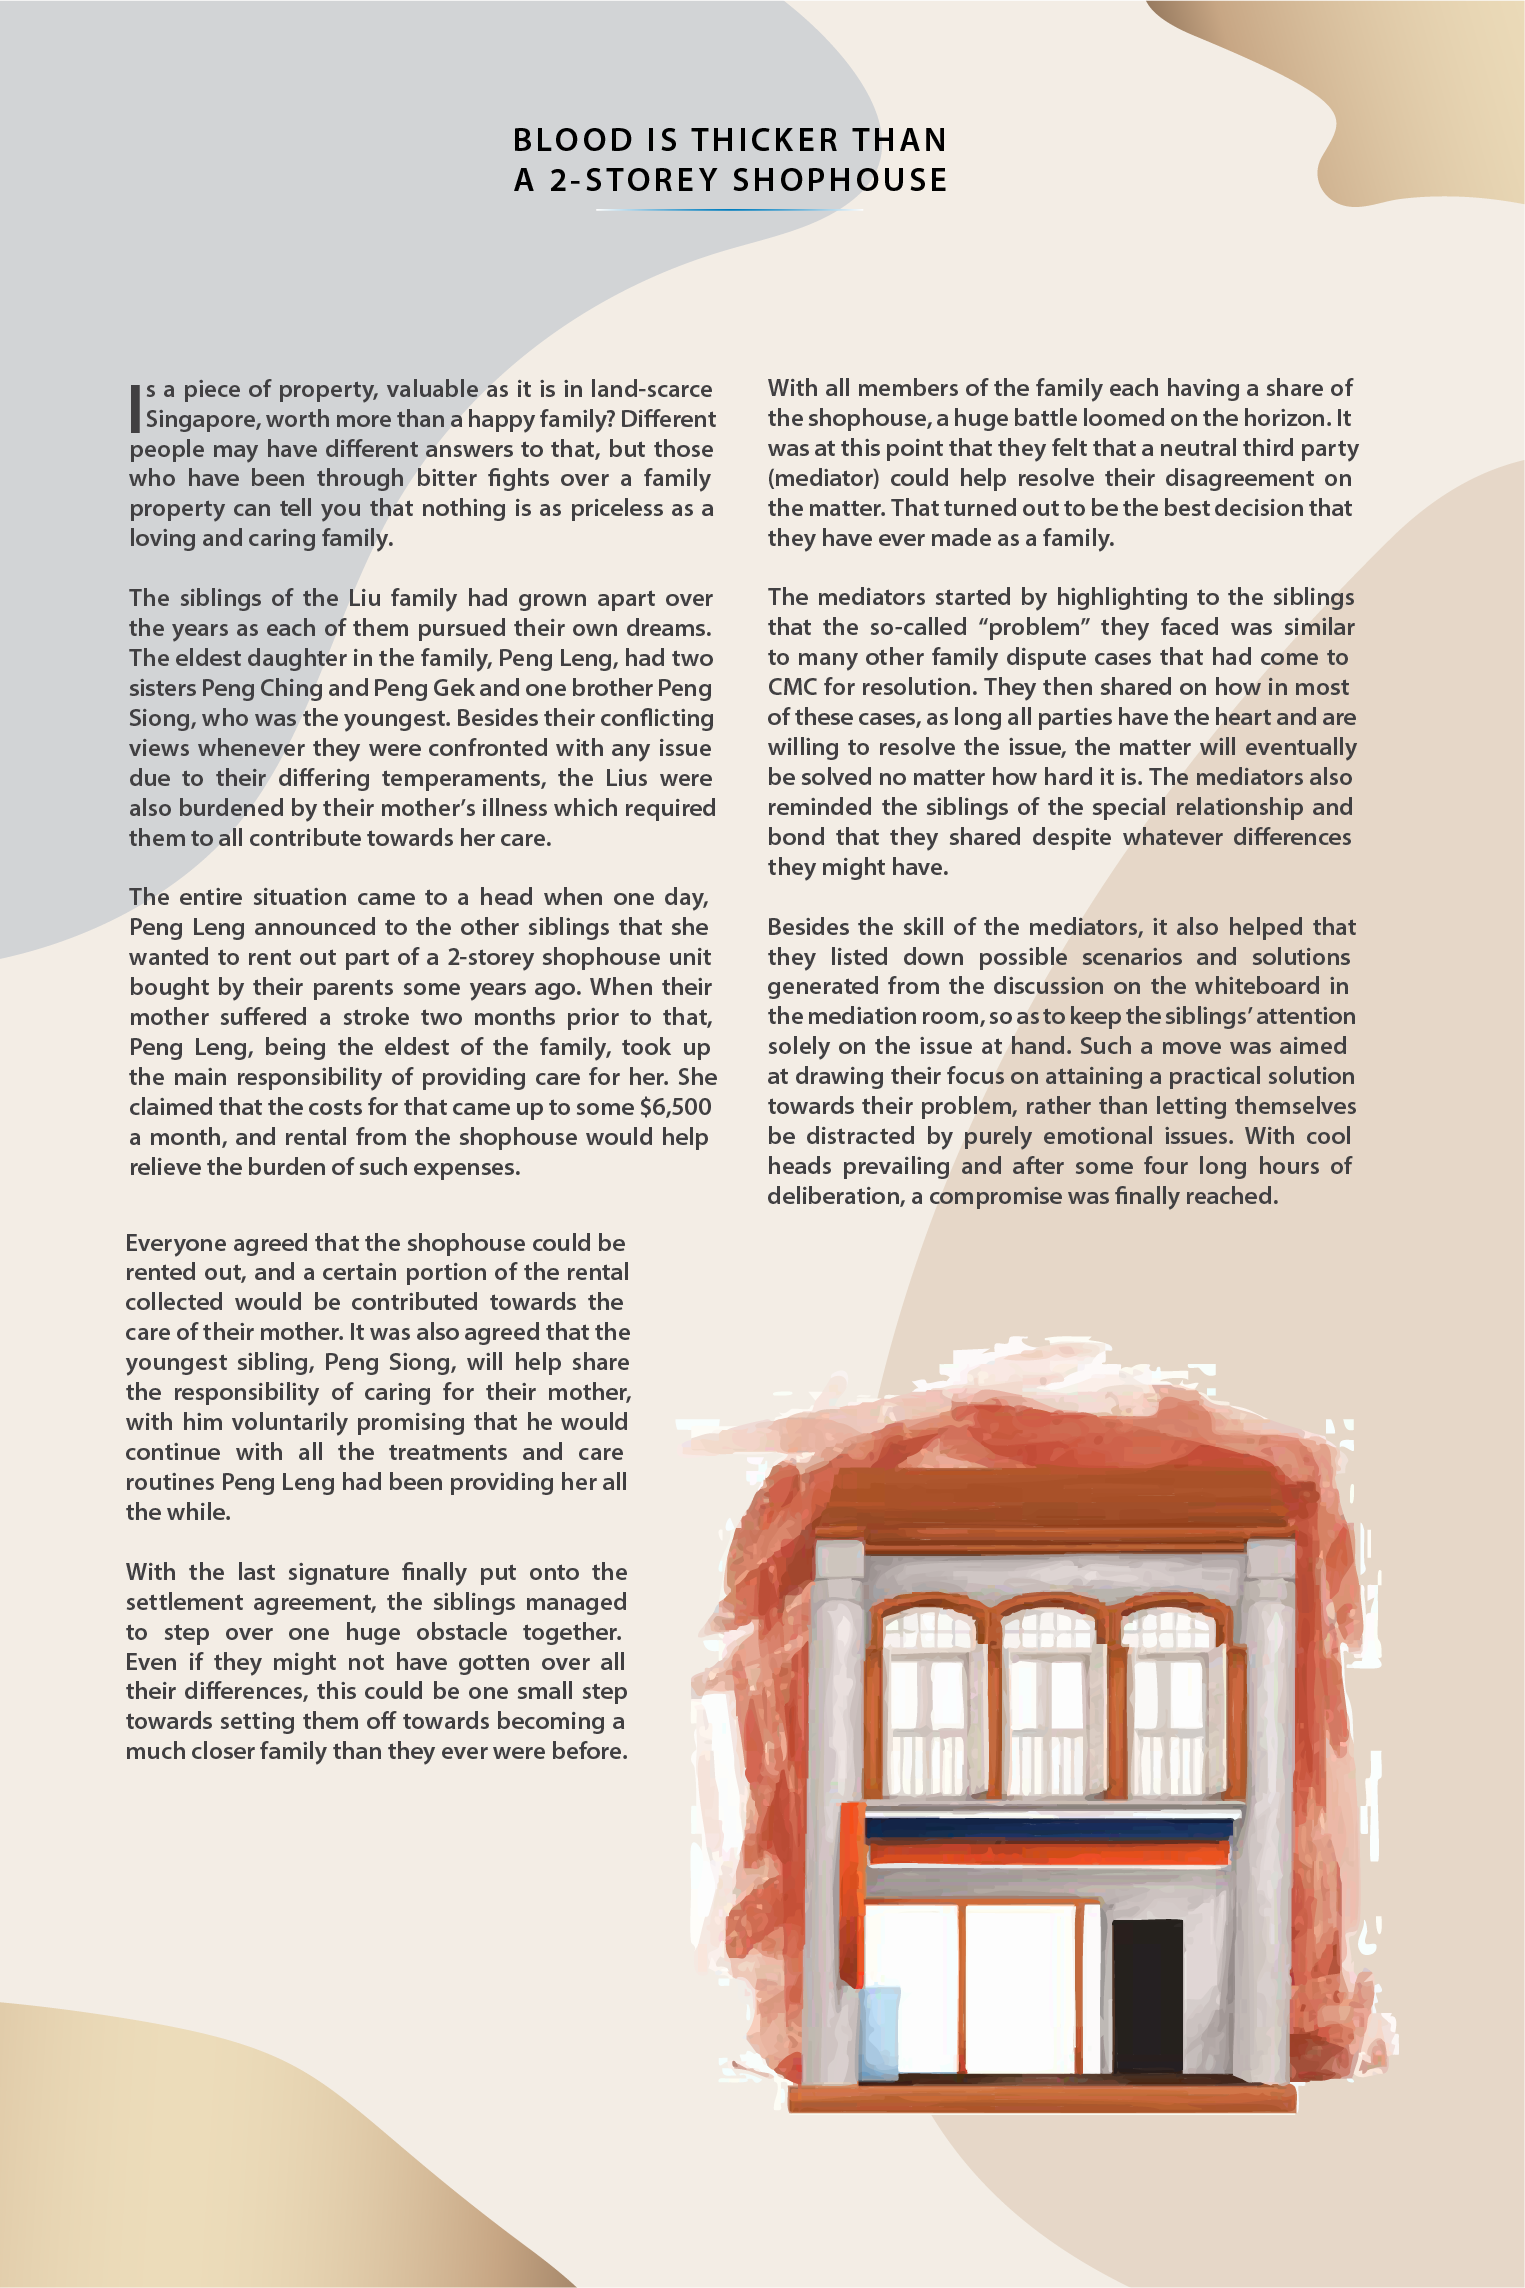 BLOOD IS THICKER THAN
A 2-STOREY SHOPHOUSE
Is a piece of property, valuable as it is in land-scarce
Singapore, worth more than a happy family? Different
people may have different answers to that, but those
who have been through bitter fights over a family
property can tell you that nothing is as priceless as a
loving and caring family.
The siblings of the Liu family had grown apart over
the years as each of them pursued their own dreams.
The eldest daughter in the family, Peng Leng, had two
sisters Peng Ching and Peng Gek and one brother Peng
Siong, who was the youngest. Besides their conflicting
views whenever they were confronted with any issue
due to their differing temperaments, the Lius were
also burdened by their mother's illness which required
them to all contribute towards her care.
The entire situation came to a head when one day,
Peng Leng announced to the other siblings that she
wanted to rent out part of a 2-storey shophouse unit
bought by their parents some years ago. When their
mother suffered a stroke two months prior to that,
Peng Leng, being the eldest of the family, took up
the main responsibility of providing care for her. She
claimed that the costs for that came up to some $6,500
a month, and rental from the shophouse would help
relieve the burden of such expenses.
With all members of the family each having a share of
the shophouse, a huge battle loomed on the horizon. It
was at this point that they felt that a neutral third party
(mediator) could help resolve their disagreement on
the matter. That turned out to be the best decision that
they have ever made as a family.
The mediators started by highlighting to the siblings
that the so-called “problem” they faced was similar
to many other family dispute cases that had come to
CMC for resolution. They then shared on how in most
of these cases, as long all parties have the heart and are
willing to resolve the issue, the matter will eventually
be solved no matter how hard it is. The mediators also
reminded the siblings of the special relationship and
bond that they shared despite whatever differences
they might have.
Besides the skill of the mediators, it also helped that
they listed down possible scenarios and solutions
generated from the discussion on the whiteboard in
the mediation room, so as to keep the siblings’ attention
solely on the issue at hand. Such a move was aimed
at drawing their focus on attaining a practical solution
towards their problem, rather than letting themselves
be distracted by purely emotional issues. With cool
heads prevailing and after some four long hours of
deliberation, a compromise was finally reached.
Everyone agreed that the shophouse could be
rented out, and a certain portion of the rental
collected would be contributed towards the
care of their mother. It was also agreed that the
youngest sibling, Peng Siong, will help share
the responsibility of caring for their mother,
with him voluntarily promising that he would
continue with all the treatments and care
routines Peng Leng had been providing her all
the while.
With the last signature finally put onto the
settlement agreement, the siblings managed
to step over one huge obstacle together.
Even if they might not have gotten over all
their differences, this could be one small step
towards setting them off towards becoming a
much closer family than they ever were before.